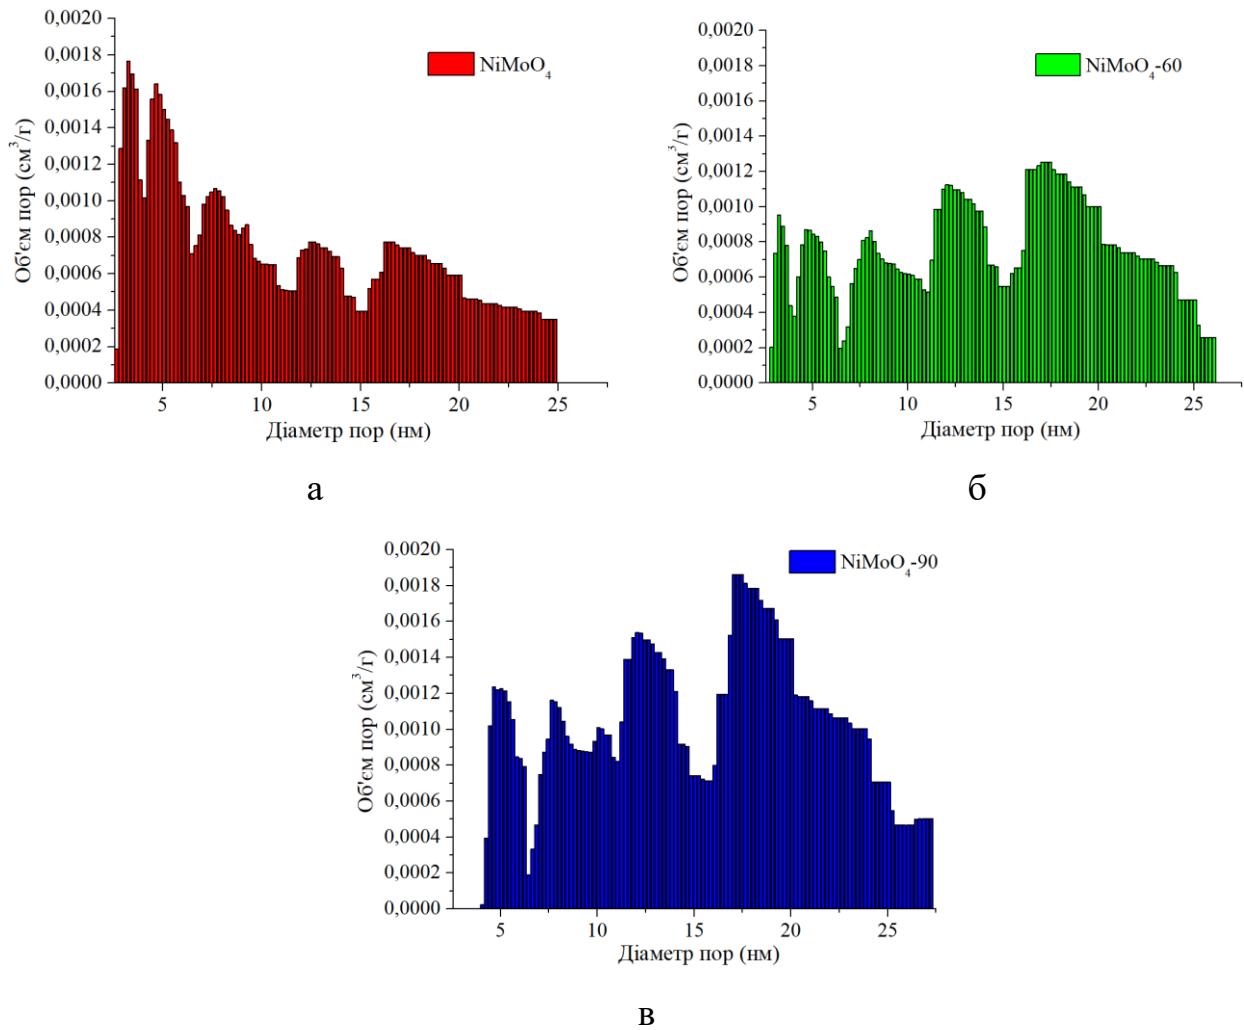 0,0020
0,0018
0,0016
0,0014
0,0012
0,0010
0,0008
0,0006
0,0004
0,0002
0,0000
Об'єм пор (см³/г)
NiMoO₄
5 10 15 20 25
Діаметр пор (нм)
а
0,0020
0,0018
0,0016
0,0014
0,0012
0,0010
0,0008
0,0006
0,0004
0,0002
0,0000
Об'єм пор (см³/г)
NiMoO₄-60
5 10 15 20 25
Діаметр пор (нм)
б
0,0020
0,0018
0,0016
0,0014
0,0012
0,0010
0,0008
0,0006
0,0004
0,0002
0,0000
Об'єм пор (см³/г)
NiMoO₄-90
5 10 15 20 25
Діаметр пор (нм)
в